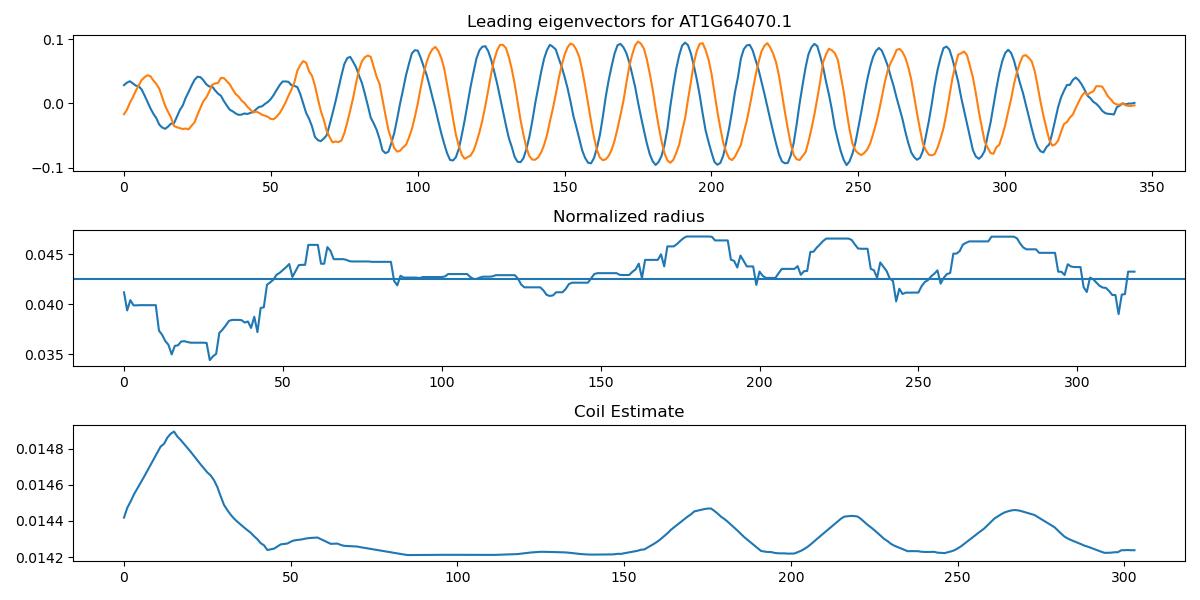 Leading eigenvectors for AT1G64070.1
0.1
0.0
−0.1
0 50 100 150 200 250 300 350
Normalized radius
0.045
0.040
0.035
0 50 100 150 200 250 300
Coil Estimate
0.0148
0.0146
0.0144
0.0142
0 50 100 150 200 250 300